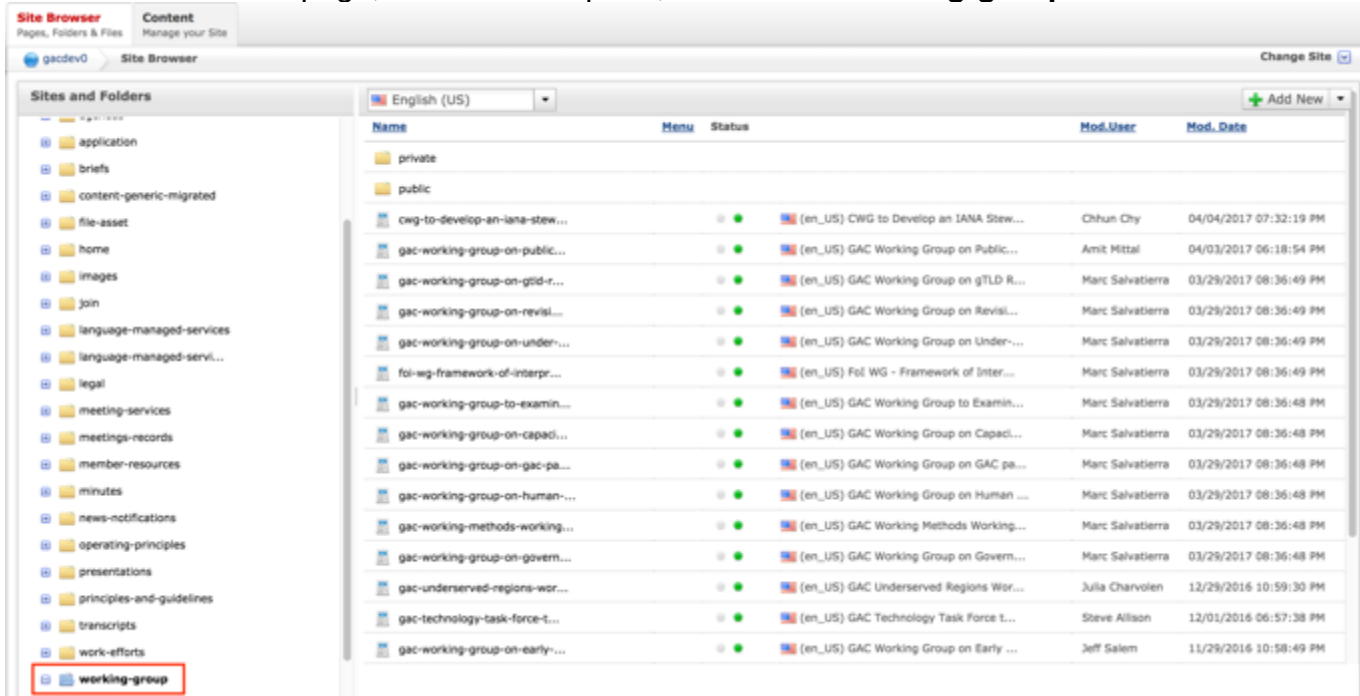 Site Browser
Pages, Folders & Files
Content
Manage your Site
gacdev0
Site Browser
Change Site
Sites and Folders
English (US)
Add New
application
briefs
content-generic-migrated
file-asset
home
images
join
language-managed-services
language-managed-servi...
legal
meeting-services
meetings-records
member-resources
minutes
news-notifications
operating-principles
presentations
principles-and-guidelines
transcripts
work-efforts
working-group
Name Menu Status Mod.User Mod. Date
private
public
cwg-to-develop-an-iana-stew... (en_US) CWG to Develop an IANA Stew... Chhun Chy 04/04/2017 07:32:19 PM
gac-working-group-on-public... (en_US) GAC Working Group on Public... Amit Mittal 04/03/2017 06:18:54 PM
gac-working-group-on-gtld-r... (en_US) GAC Working Group on gTLD R... Marc Salvatierra 03/29/2017 08:36:49 PM
gac-working-group-on-revisi... (en_US) GAC Working Group on Revisi... Marc Salvatierra 03/29/2017 08:36:49 PM
gac-working-group-on-under-... (en_US) GAC Working Group on Under-... Marc Salvatierra 03/29/2017 08:36:49 PM
foi-wg-framework-of-interpr... (en_US) FoI WG - Framework of Inter... Marc Salvatierra 03/29/2017 08:36:49 PM
gac-working-group-to-examin... (en_US) GAC Working Group to Examin... Marc Salvatierra 03/29/2017 08:36:48 PM
gac-working-group-on-capaci... (en_US) GAC Working Group on Capaci... Marc Salvatierra 03/29/2017 08:36:48 PM
gac-working-group-on-gac-pa... (en_US) GAC Working Group on GAC pa... Marc Salvatierra 03/29/2017 08:36:48 PM
gac-working-group-on-human-... (en_US) GAC Working Group on Human ... Marc Salvatierra 03/29/2017 08:36:48 PM
gac-working-methods-working... (en_US) GAC Working Methods Working... Marc Salvatierra 03/29/2017 08:36:48 PM
gac-working-group-on-govern... (en_US) GAC Working Group on Govern... Marc Salvatierra 03/29/2017 08:36:48 PM
gac-underserved-regions-wor... (en_US) GAC Underserved Regions Wor... Julia Charvolen 12/29/2016 10:59:30 PM
gac-technology-task-force-t... (en_US) GAC Technology Task Force t... Steve Allison 12/01/2016 06:57:38 PM
gac-working-group-on-early-... (en_US) GAC Working Group on Early ... Jeff Salem 11/29/2016 10:58:49 PM